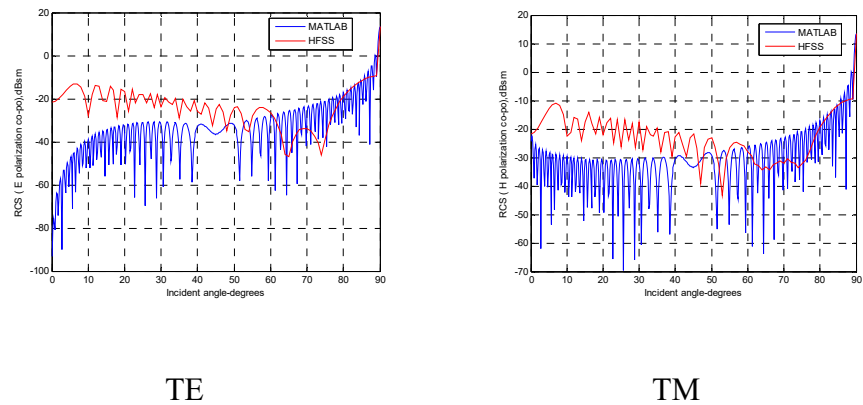 20
0
-20
-40
-60
-80
-100
0 10 20 30 40 50 60 70 80 90
Incident angle-degrees
RCS ( E polarization co-po),dBsm
MATLAB
HFSS
20
10
0
-10
-20
-30
-40
-50
-60
-70
0 10 20 30 40 50 60 70 80 90
Incident angle-degrees
RCS ( H polarization co-po),dBsm
MATLAB
HFSS
TE TM